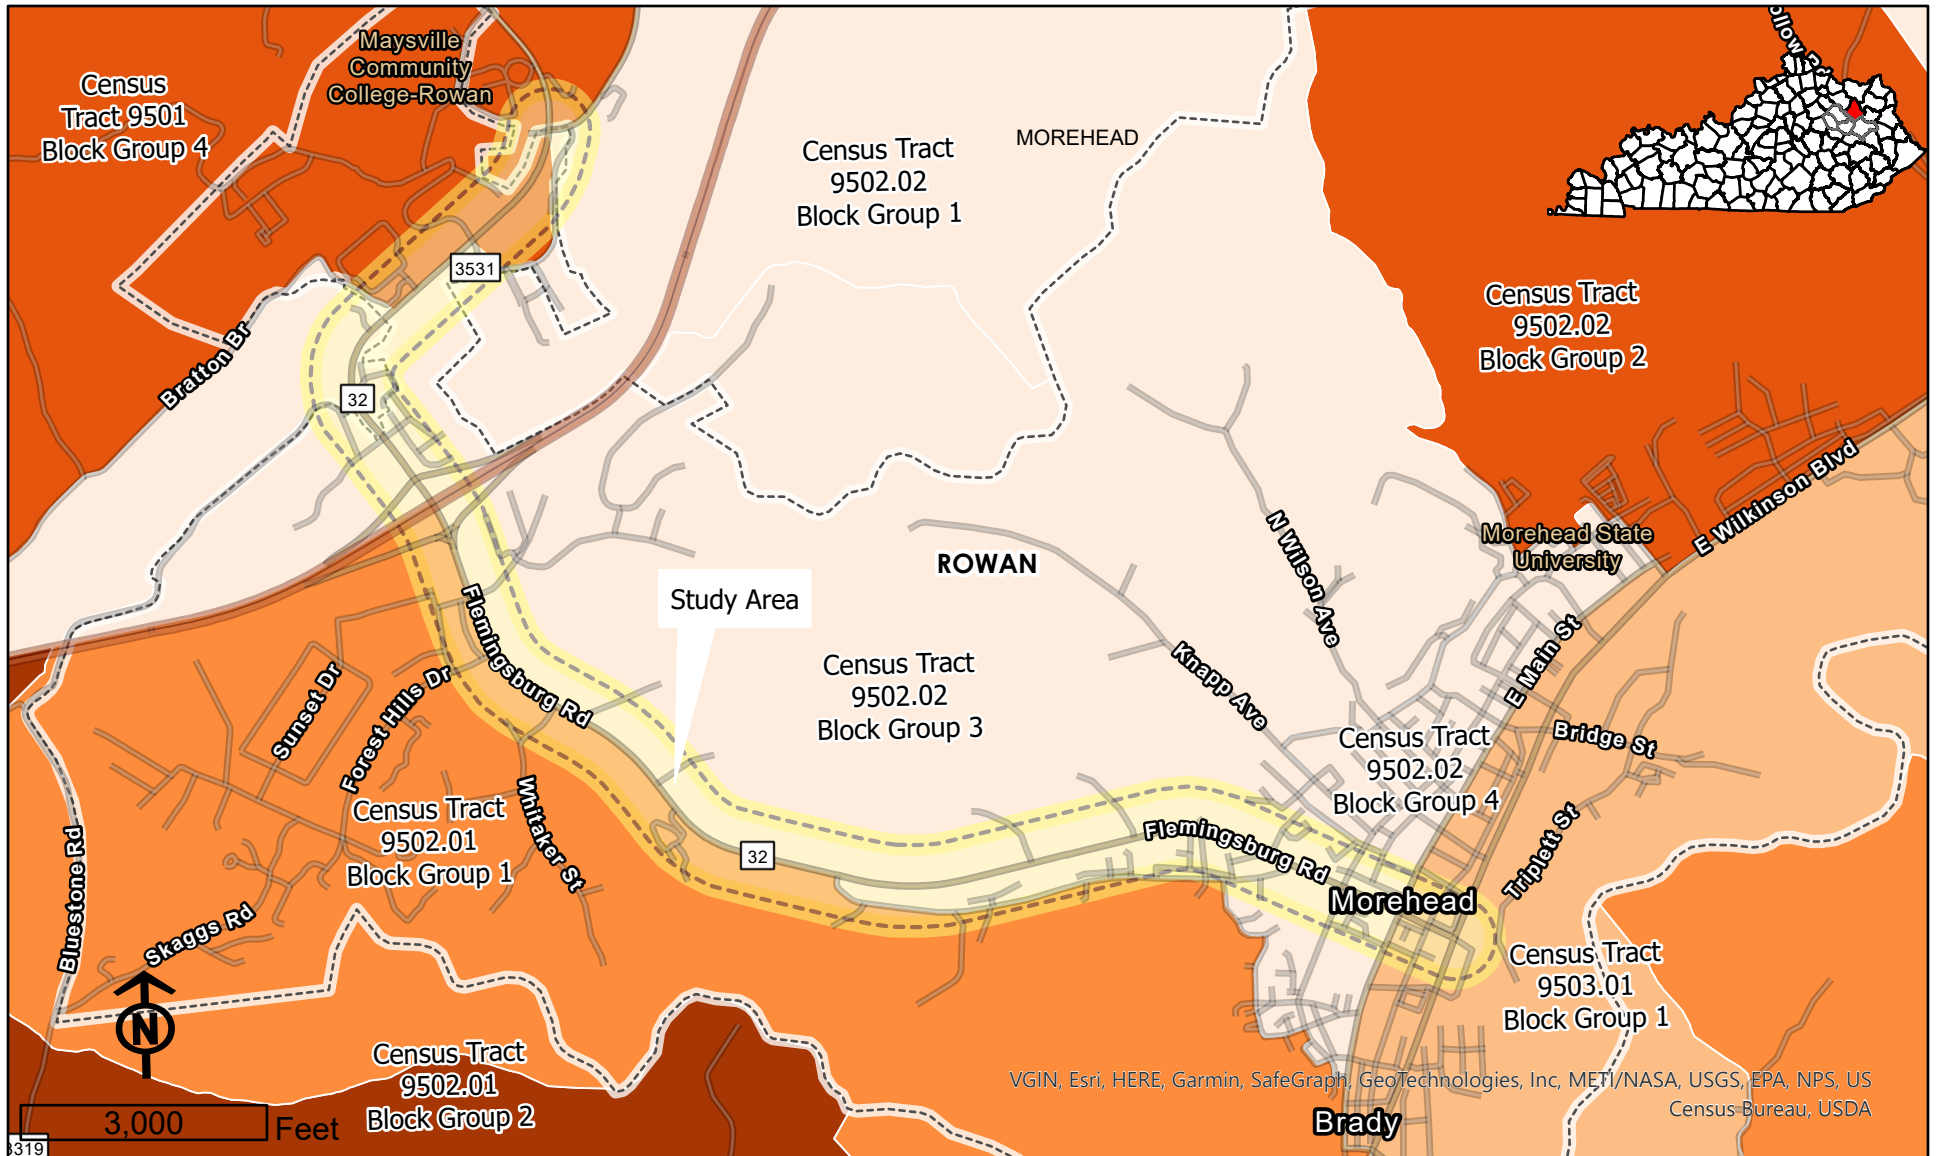 Maysville
Community
College-Rowan
Census
Tract 9501
Block Group 4
Census Tract
9502.02
Block Group 1
MOREHEAD
ollow Rd
3531
Census Tract
9502.02
Block Group 2
Bratton Br
32
E Wilkinson Blvd
Morehead State
University
N Wilson Ave
ROWAN
Study Area
Flemingsburg Rd
Sunset Dr
Forest Hills Dr
Census Tract
9502.02
Block Group 3
Knapp Ave
E Main St
Bridge St
Census Tract
9502.02
Block Group 4
Census Tract
9502.01
Block Group 1
Whitaker St
32
Flemingsburg Rd
Triplett St
Morehead
Bluestone Rd
Skaggs Rd
Census Tract
9503.01
Block Group 1
N
Census Tract
9502.01
Block Group 2
3,000 Feet
3319
VGIN, Esri, HERE, Garmin, SafeGraph, GeoTechnologies, Inc, METI/NASA, USGS, EPA, NPS, US
Census Bureau, USDA
Brady